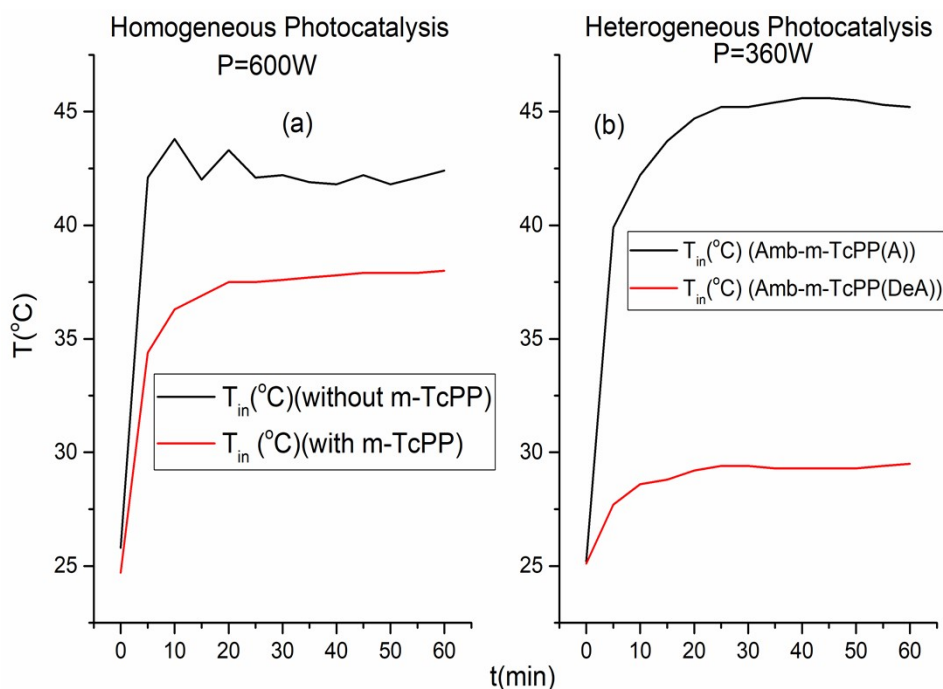 Homogeneous Photocatalysis
P=600W
Heterogeneous Photocatalysis
P=360W
(a)
(b)
T(°C)
45
40
35
30
25
T_in(°C)(without m-TcPP)
T_in (°C)(with m-TcPP)
0 10 20 30 40 50 60
45
40
35
30
25
T_in(°C) (Amb-m-TcPP(A))
T_in(°C) (Amb-m-TcPP(DeA))
0 10 20 30 40 50 60
t(min)